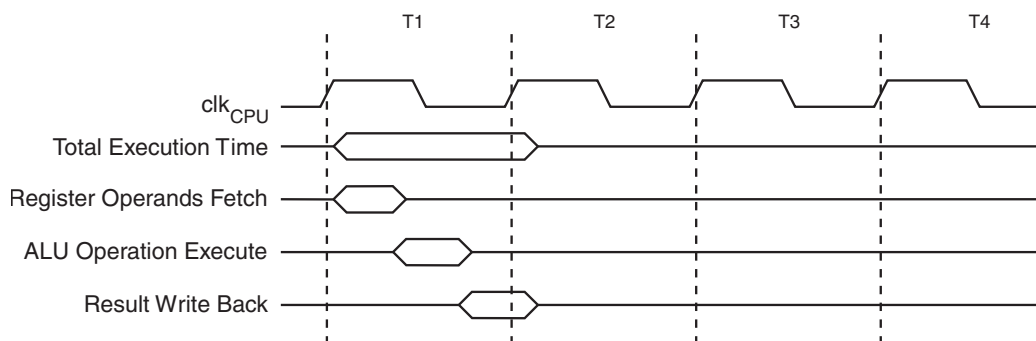 T1 T2 T3 T4
clkCPU
Total Execution Time
Register Operands Fetch
ALU Operation Execute
Result Write Back